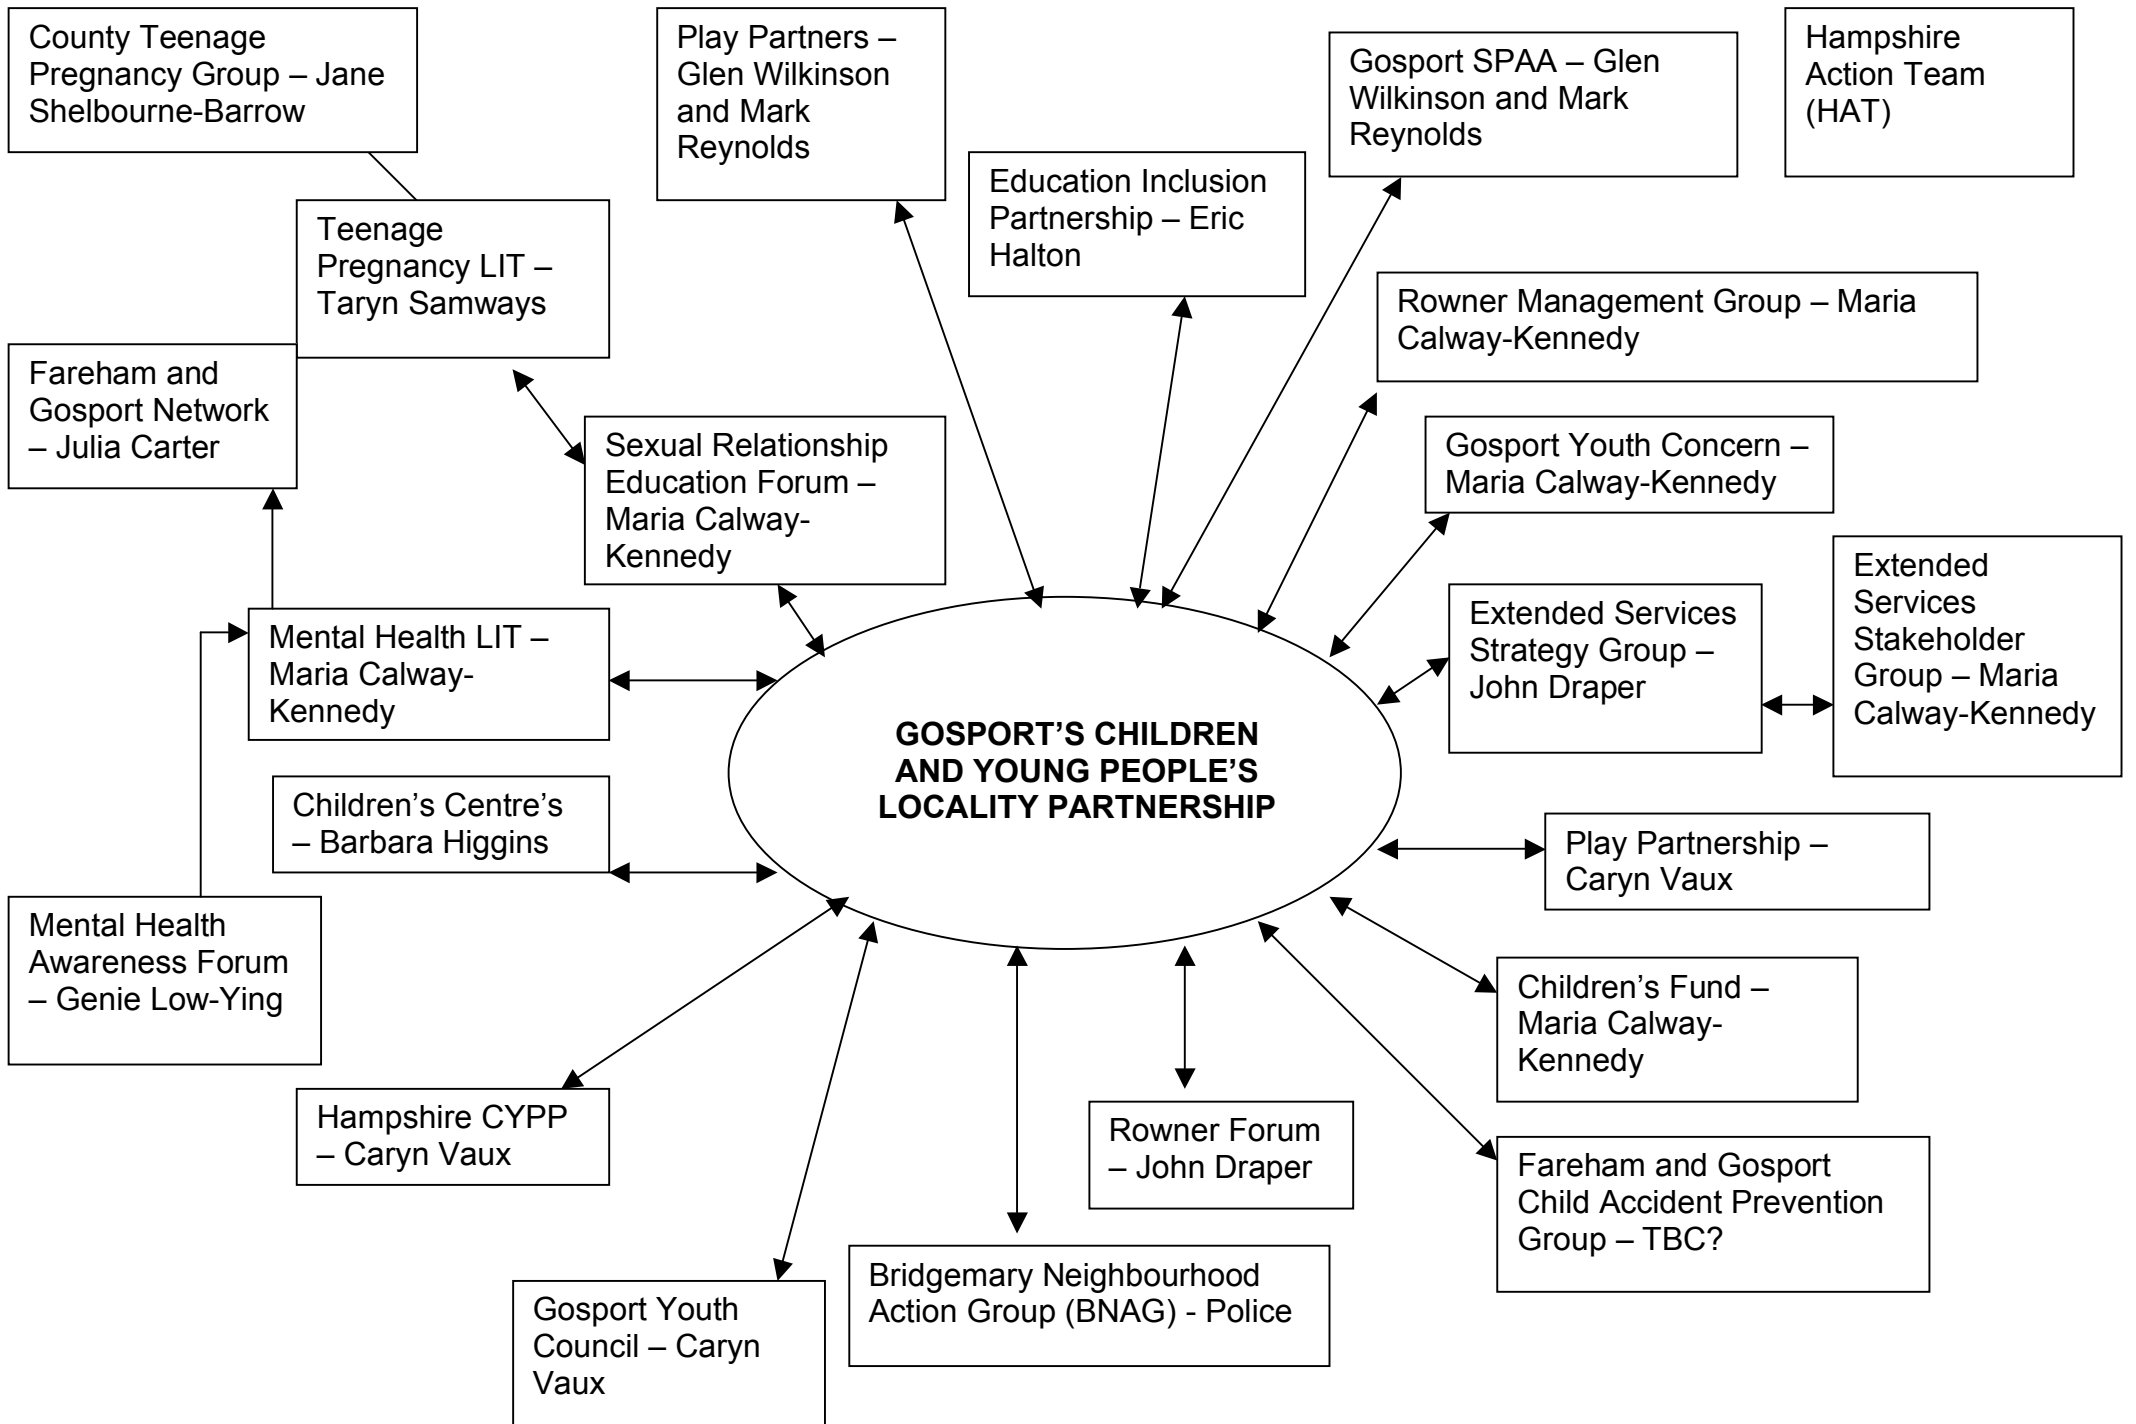 County Teenage
Pregnancy Group – Jane
Shelbourne-Barrow
Play Partners –
Glen Wilkinson
and Mark
Reynolds
Gosport SPAA – Glen
Wilkinson and Mark
Reynolds
Hampshire
Action Team
(HAT)
Education Inclusion
Partnership – Eric
Halton
Teenage
Pregnancy LIT –
Taryn Samways
Rowner Management Group – Maria
Calway-Kennedy
Fareham and
Gosport Network
– Julia Carter
Sexual Relationship
Education Forum –
Maria Calway-
Kennedy
Gosport Youth Concern –
Maria Calway-Kennedy
Extended Services
Strategy Group –
John Draper
Extended
Services
Stakeholder
Group – Maria
Calway-Kennedy
Mental Health LIT –
Maria Calway-
Kennedy
GOSPORT’S CHILDREN
AND YOUNG PEOPLE’S
LOCALITY PARTNERSHIP
Children’s Centre’s
– Barbara Higgins
Play Partnership –
Caryn Vaux
Mental Health
Awareness Forum
– Genie Low-Ying
Children’s Fund –
Maria Calway-
Kennedy
Hampshire CYPP
– Caryn Vaux
Rowner Forum
– John Draper
Fareham and Gosport
Child Accident Prevention
Group – TBC?
Bridgemary Neighbourhood
Action Group (BNAG) - Police
Gosport Youth
Council – Caryn
Vaux